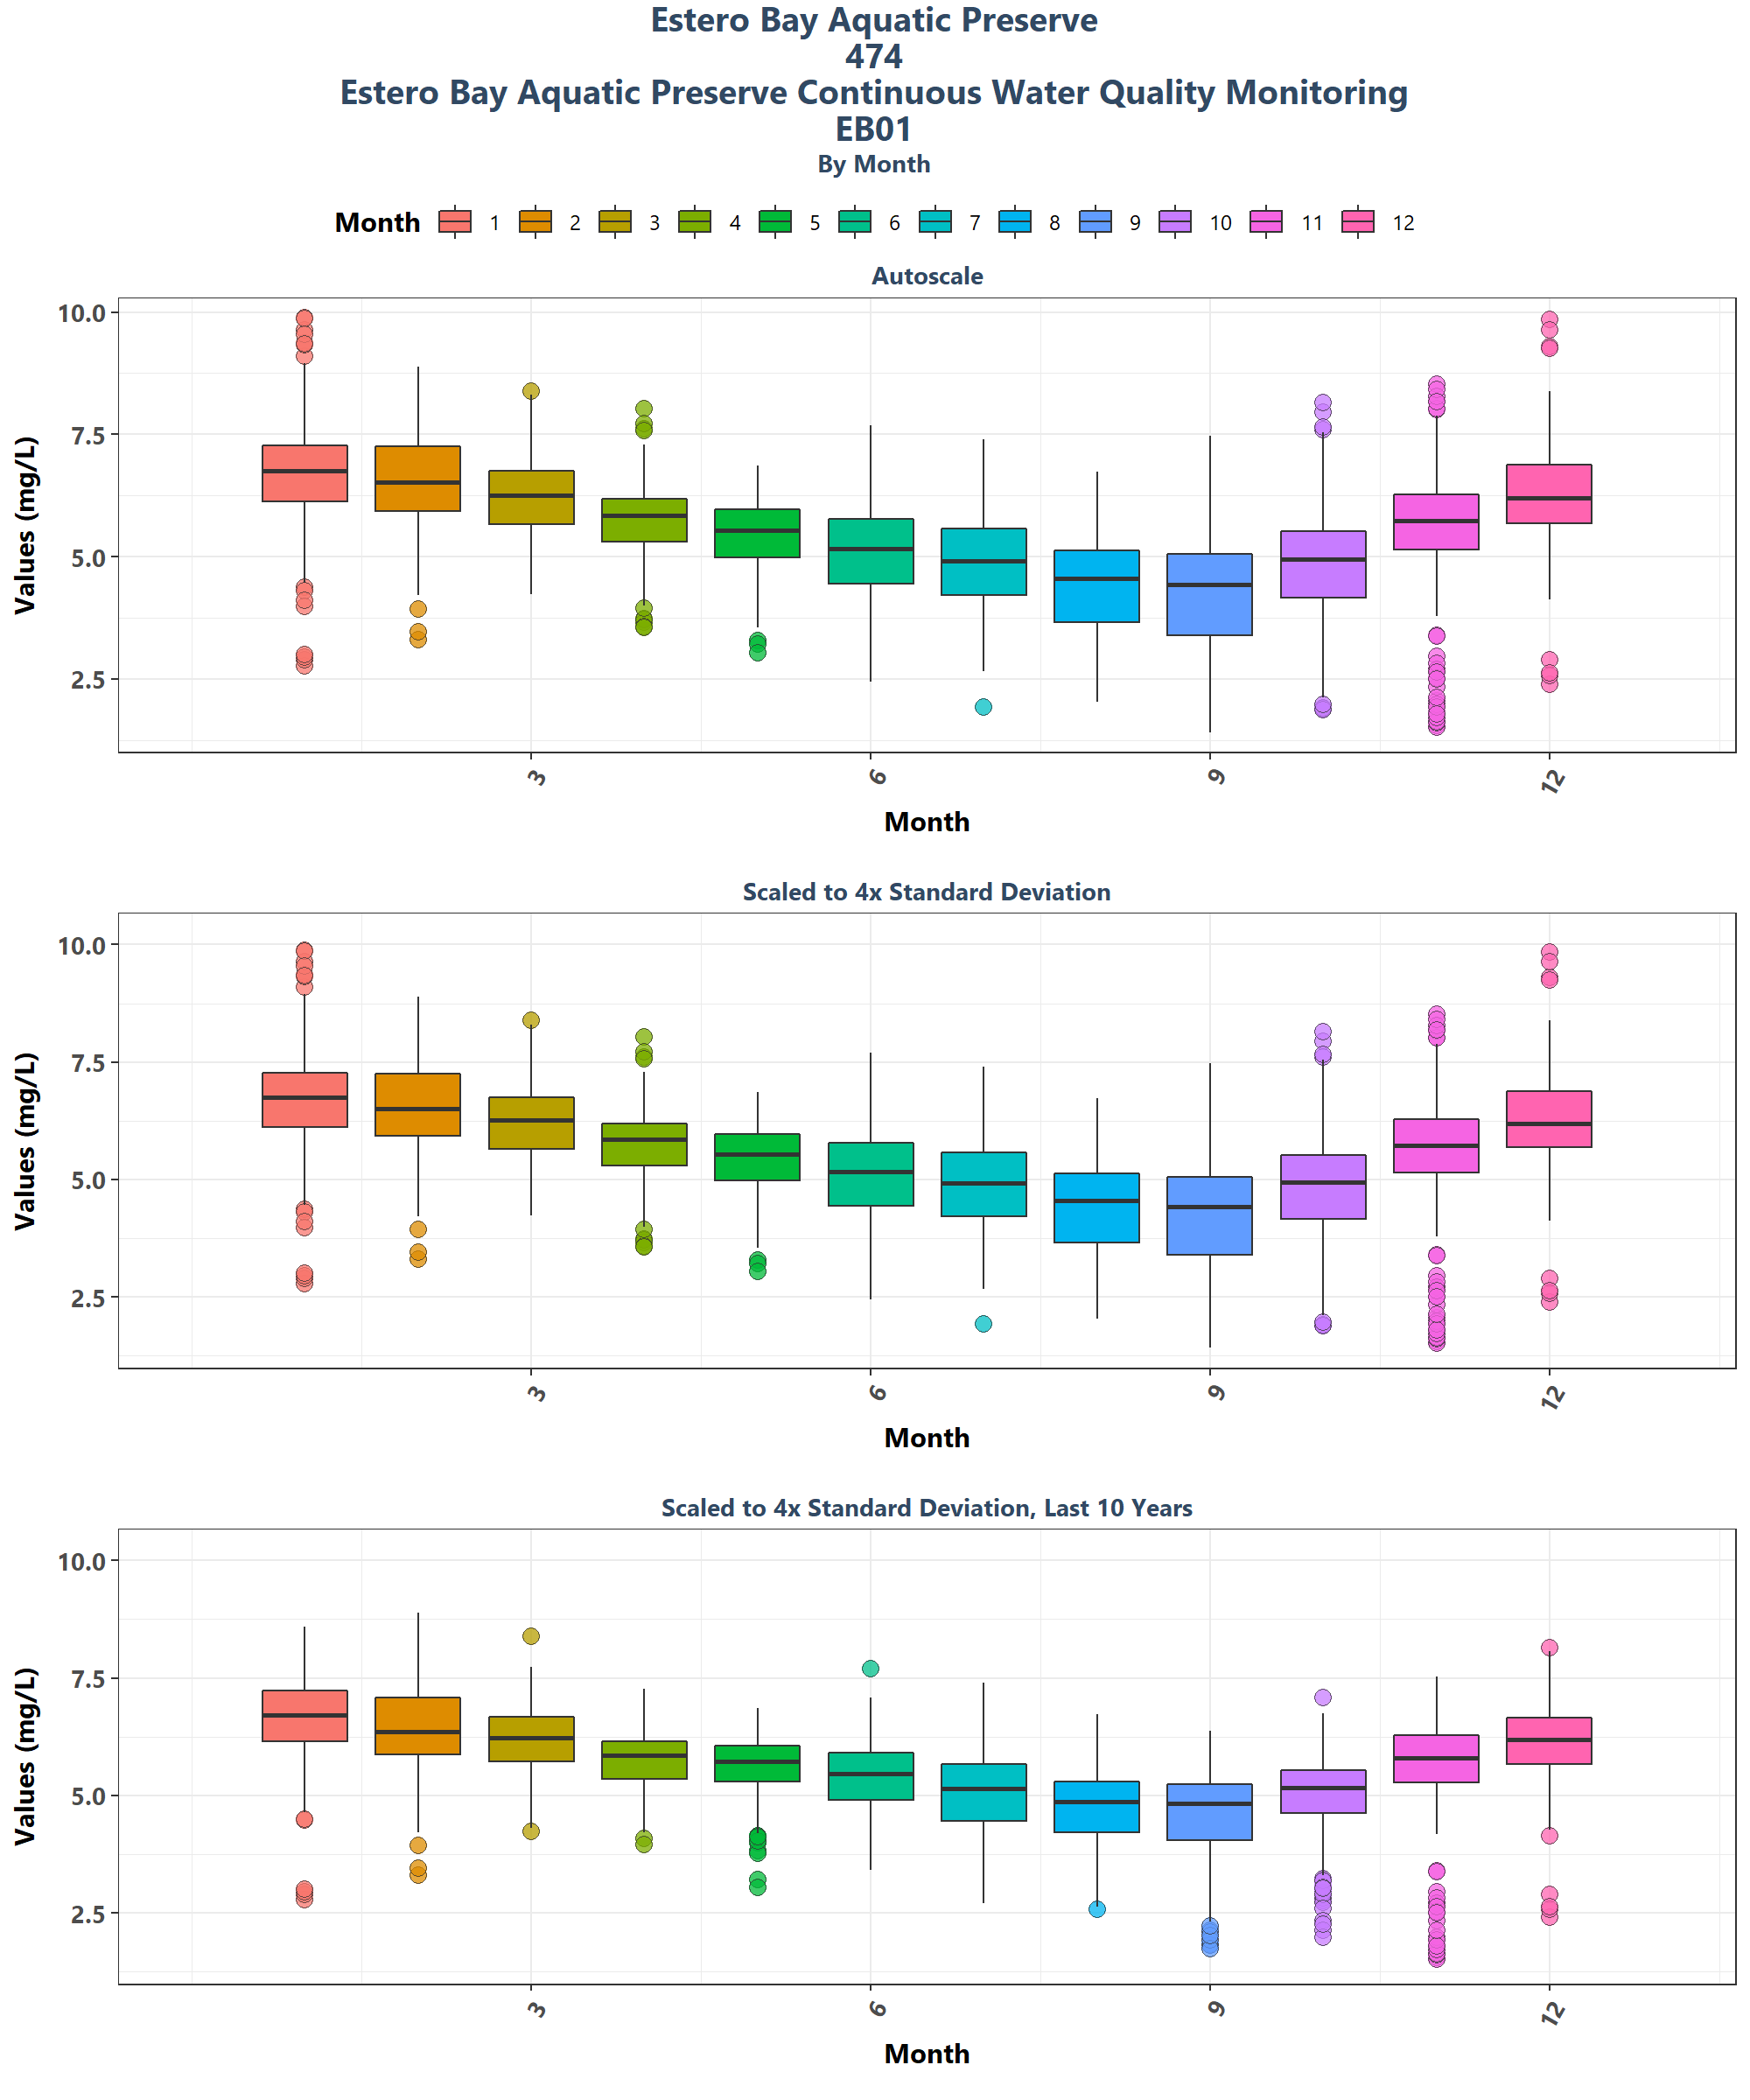 Estero Bay Aquatic Preserve
474
Estero Bay Aquatic Preserve Continuous Water Quality Monitoring
EB01
By Month
Month 1 2 3 4 5 6 7 8 9 10 11 12
Autoscale
Values (mg/L)
10.0
7.5
5.0
2.5
3 6 9 12
Month
Scaled to 4x Standard Deviation
Values (mg/L)
10.0
7.5
5.0
2.5
3 6 9 12
Month
Scaled to 4x Standard Deviation, Last 10 Years
Values (mg/L)
10.0
7.5
5.0
2.5
3 6 9 12
Month